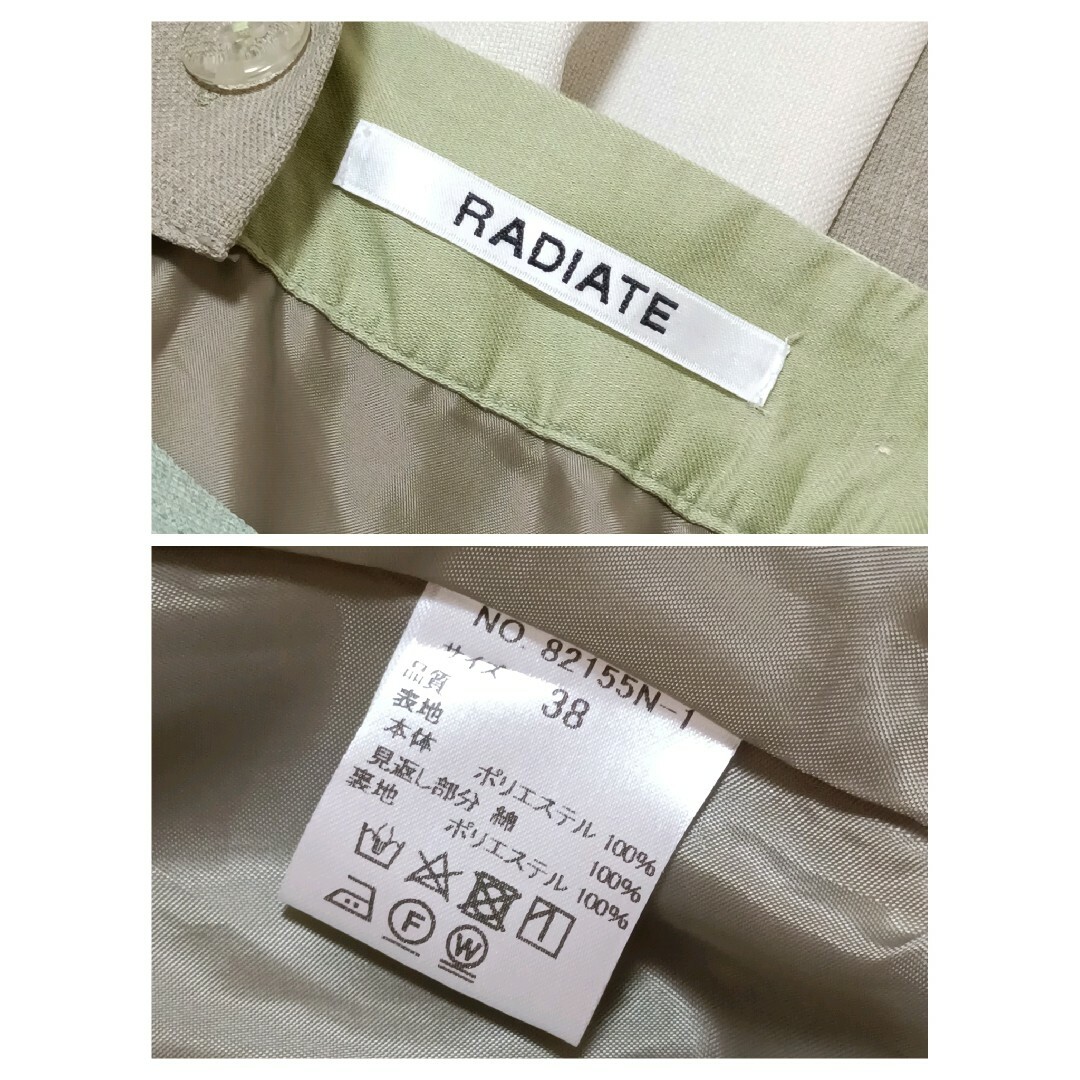 RADIATE
NO. 82155N-1
サイズ 38
品質
表地
本体 ポリエステル 100%
見返し部分 綿 100%
裏地 ポリエステル 100%
F W